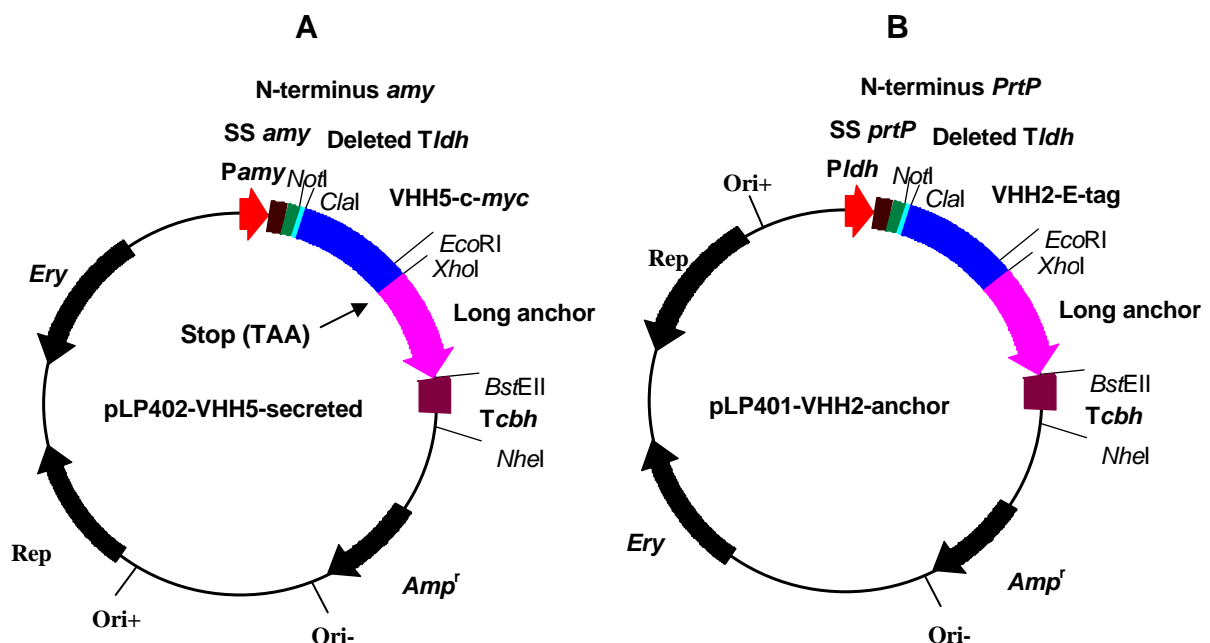 A
N-terminus amy
SS amy Deleted Tldh
Pamy
NotI
ClaI
VHH5-c-myc
EcoRI
XhoI
Ery
Stop (TAA)
Long anchor
pLP402-VHH5-secreted
BstEII
Tcbh
NheI
Rep
Ampr
Ori+
Ori-
B
N-terminus PrtP
SS prtP Deleted Tldh
Pldh
NotI
ClaI
Ori+
VHH2-E-tag
Rep
EcoRI
XhoI
Long anchor
pLP401-VHH2-anchor
BstEII
Tcbh
NheI
Ery
Ampr
Ori-